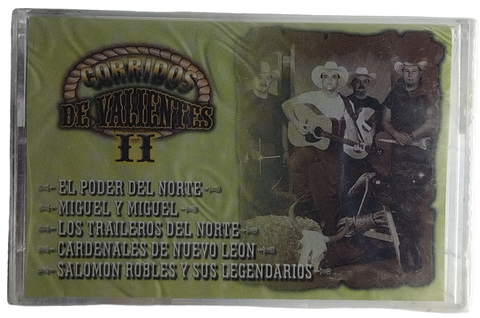 CORRIDOS
DE VALIENTES
II
EL PODER DEL NORTE
MIGUEL Y MIGUEL
LOS TRAILEROS DEL NORTE
CARDENALES DE NUEVO LEON
SALOMON ROBLES Y SUS LEGENDARIOS